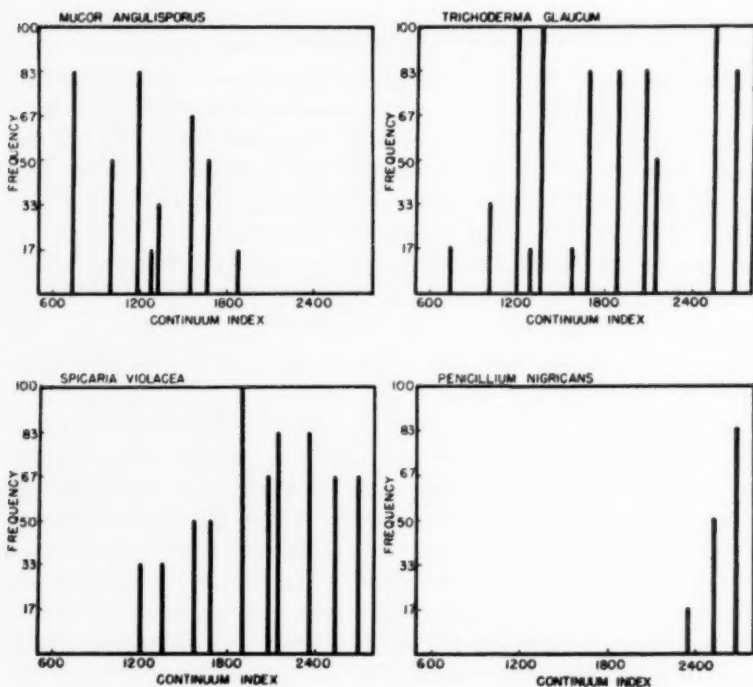 MUCOR ANGULISPORUS
100
83
67
50
33
17
FREQUENCY
600 1200 1800 2400
CONTINUUM INDEX
TRICHODERMA GLAUCUM
100
83
67
50
33
17
FREQUENCY
600 1200 1800 2400
CONTINUUM INDEX
SPICARIA VIOLACEA
100
83
67
50
33
17
FREQUENCY
600 1200 1800 2400
CONTINUUM INDEX
PENICILLIUM NIGRICANS
100
83
67
50
33
17
FREQUENCY
600 1200 1800 2400
CONTINUUM INDEX